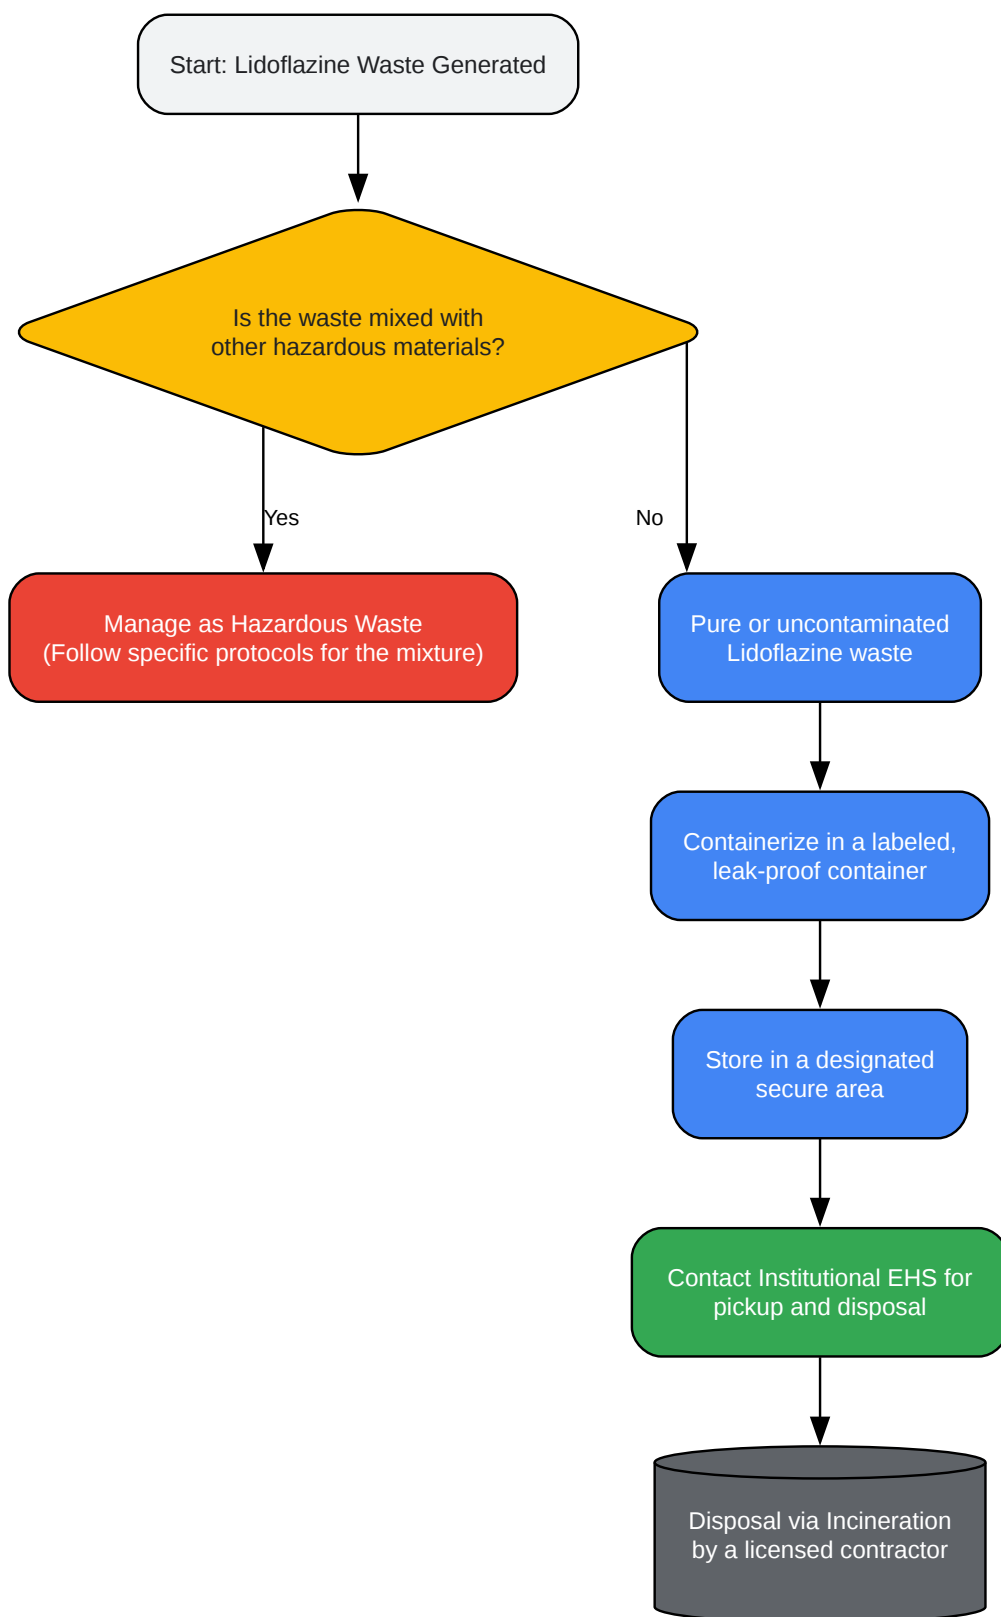 Start: Lidoflazine Waste Generated
Is the waste mixed with
other hazardous materials?
Yes
No
Manage as Hazardous Waste
(Follow specific protocols for the mixture)
Pure or uncontaminated
Lidoflazine waste
Containerize in a labeled,
leak-proof container
Store in a designated
secure area
Contact Institutional EHS for
pickup and disposal
Disposal via Incineration
by a licensed contractor